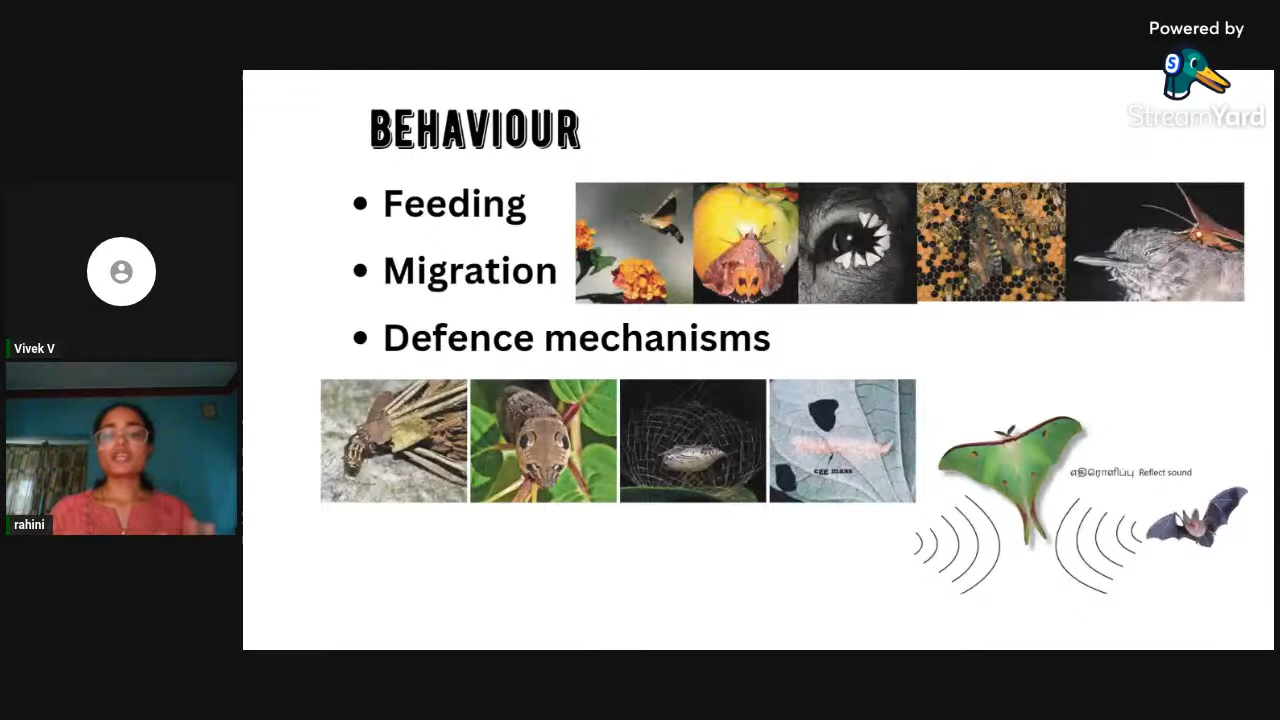 Powered by
S
StreamYard
BEHAVIOUR
• Feeding
• Migration
• Defence mechanisms
egg mass
எதிரொளிப்பு Reflect sound
Vivek V
rahini